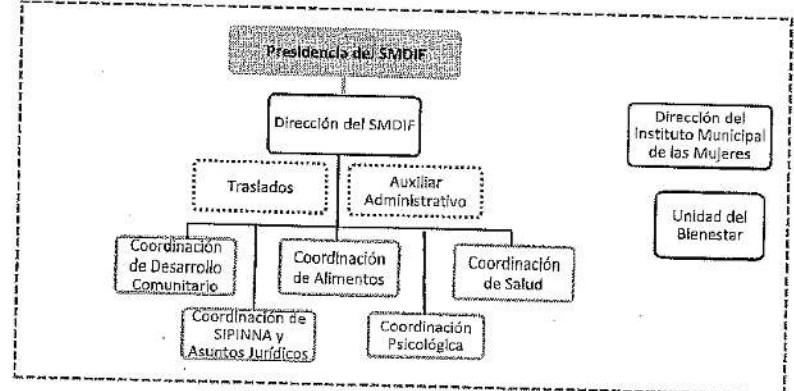 Presidencia del SMDIF
Dirección del SMDIF
Dirección del
Instituto Municipal
de las Mujeres
Traslados
Auxiliar
Administrativo
Unidad del
Bienestar
Coordinación
de Desarrollo
Comunitario
Coordinación
de Alimentos
Coordinación
de Salud
Coordinación de
SIPINNA y
Asuntos Jurídicos
Coordinación
Psicológica